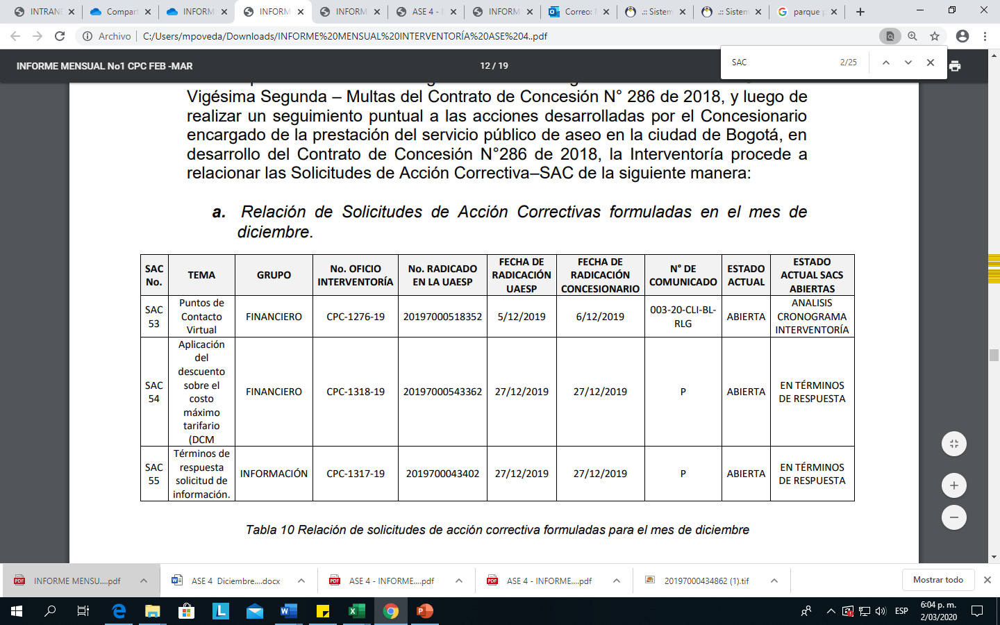 INTRANE
Compart
INFORM
INFORM
INFORM
ASE 4 - I
INFORM
Correo:
.:: Sistem
.:: Sistem
parque p
Archivo
C:/Users/mpoveda/Downloads/INFORME%20MENSUAL%20INTERVENTORÍA%20ASE%204..pdf
INFORME MENSUAL No1 CPC FEB -MAR
12 / 19
SAC
2/25
Vigésima Segunda – Multas del Contrato de Concesión N° 286 de 2018, y luego de
realizar un seguimiento puntual a las acciones desarrolladas por el Concesionario
encargado de la prestación del servicio público de aseo en la ciudad de Bogotá, en
desarrollo del Contrato de Concesión N°286 de 2018, la Interventoría procede a
relacionar las Solicitudes de Acción Correctiva–SAC de la siguiente manera:
a. Relación de Solicitudes de Acción Correctivas formuladas en el mes de
diciembre.
SAC No. TEMA GRUPO No. OFICIO INTERVENTORÍA No. RADICADO EN LA UAESP FECHA DE RADICACIÓN UAESP FECHA DE RADICACIÓN CONCESIONARIO N° DE COMUNICADO ESTADO ACTUAL ESTADO ACTUAL SACS ABIERTAS
SAC 53 Puntos de Contacto Virtual FINANCIERO CPC-1276-19 20197000518352 5/12/2019 6/12/2019 003-20-CLI-BL-RLG ABIERTA ANALISIS CRONOGRAMA INTERVENTORÍA
SAC 54 Aplicación del descuento sobre el costo máximo tarifario (DCM FINANCIERO CPC-1318-19 20197000543362 27/12/2019 27/12/2019 P ABIERTA EN TÉRMINOS DE RESPUESTA
SAC 55 Términos de respuesta solicitud de información. INFORMACIÓN CPC-1317-19 2019700043402 27/12/2019 27/12/2019 P ABIERTA EN TÉRMINOS DE RESPUESTA
Tabla 10 Relación de solicitudes de acción correctiva formuladas para el mes de diciembre
INFORME MENSU....pdf
ASE 4 Diciembre....docx
ASE 4 - INFORME....pdf
ASE 4 - INFORME....pdf
20197000434862 (1).tif
Mostrar todo
ESP
6:04 p. m.
2/03/2020